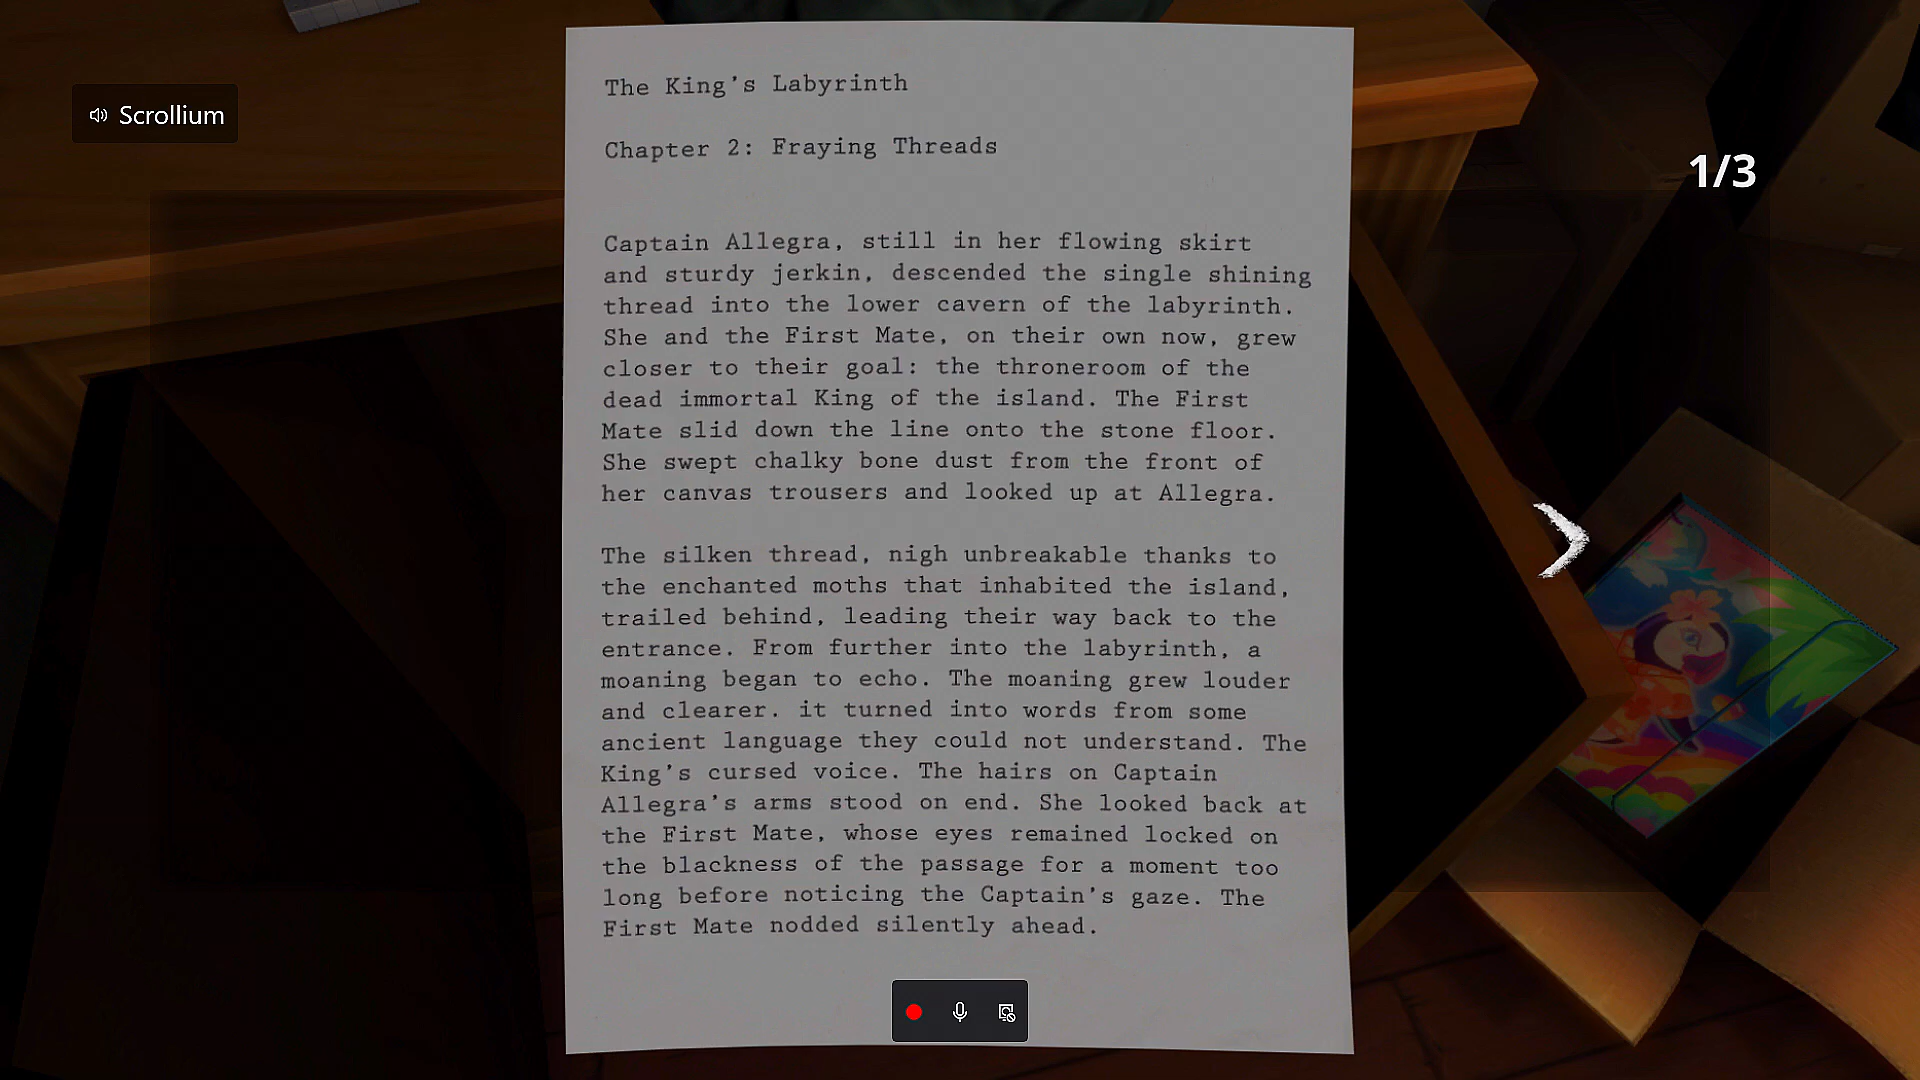 Scrollium
1/3
The King's Labyrinth
Chapter 2: Fraying Threads
Captain Allegra, still in her flowing skirt
and sturdy jerkin, descended the single shining
thread into the lower cavern of the labyrinth.
She and the First Mate, on their own now, grew
closer to their goal: the throneroom of the
dead immortal King of the island. The First
Mate slid down the line onto the stone floor.
She swept chalky bone dust from the front of
her canvas trousers and looked up at Allegra.
The silken thread, nigh unbreakable thanks to
the enchanted moths that inhabited the island,
trailed behind, leading their way back to the
entrance. From further into the labyrinth, a
moaning began to echo. The moaning grew louder
and clearer. it turned into words from some
ancient language they could not understand. The
King's cursed voice. The hairs on Captain
Allegra's arms stood on end. She looked back at
the First Mate, whose eyes remained locked on
the blackness of the passage for a moment too
long before noticing the Captain's gaze. The
First Mate nodded silently ahead.